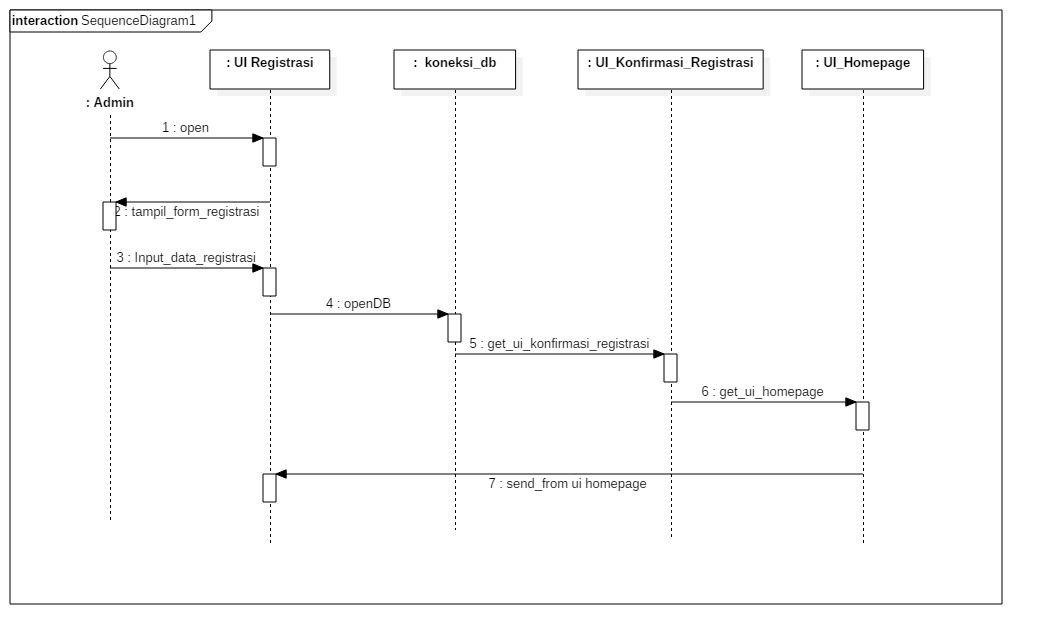 interaction SequenceDiagram1
: UI Registrasi
: koneksi_db
: UI_Konfirmasi_Registrasi
: UI_Homepage
: Admin
1 : open
2 : tampil_form_registrasi
3 : Input_data_registrasi
4 : openDB
5 : get_ui_konfirmasi_registrasi
6 : get_ui_homepage
7 : send_from ui homepage